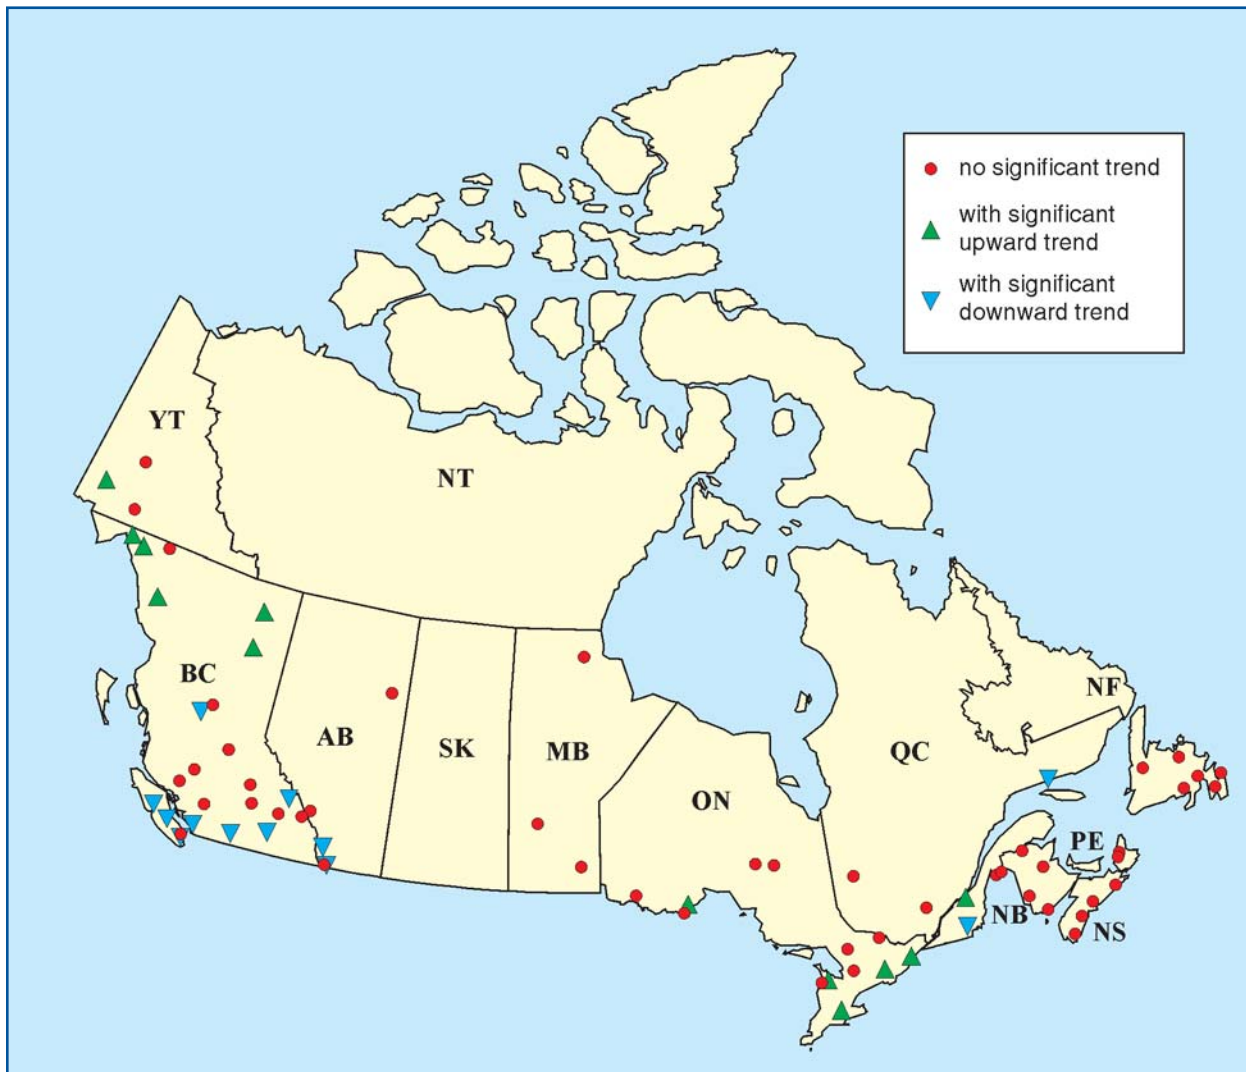 no significant trend
with significant
upward trend
with significant
downward trend
YT
NT
BC
AB
SK
MB
ON
QC
NF
PE
NB
NS